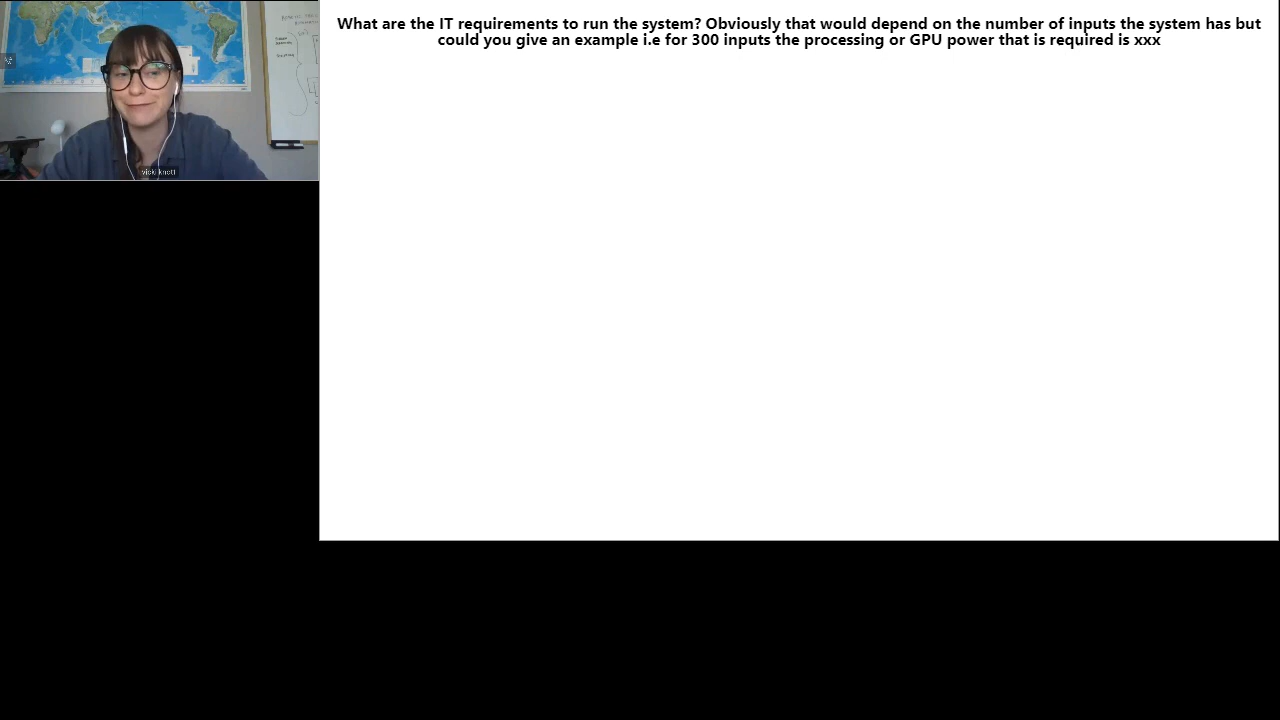 What are the IT requirements to run the system? Obviously that would depend on the number of inputs the system has but
could you give an example i.e for 300 inputs the processing or GPU power that is required is xxx
vicki knott